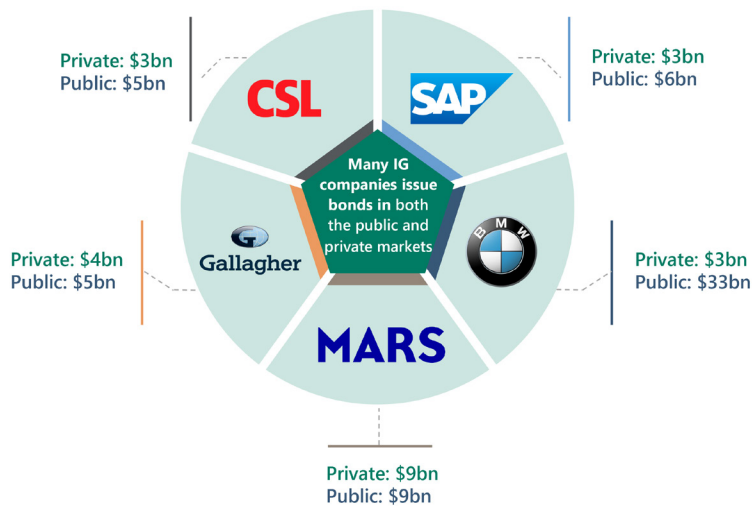 Private: $3bn
Public: $5bn
CSL
SAP
Private: $3bn
Public: $6bn
Many IG
companies issue
bonds in both
the public and
private markets
G
Gallagher
Private: $4bn
Public: $5bn
BMW
Private: $3bn
Public: $33bn
MARS
Private: $9bn
Public: $9bn